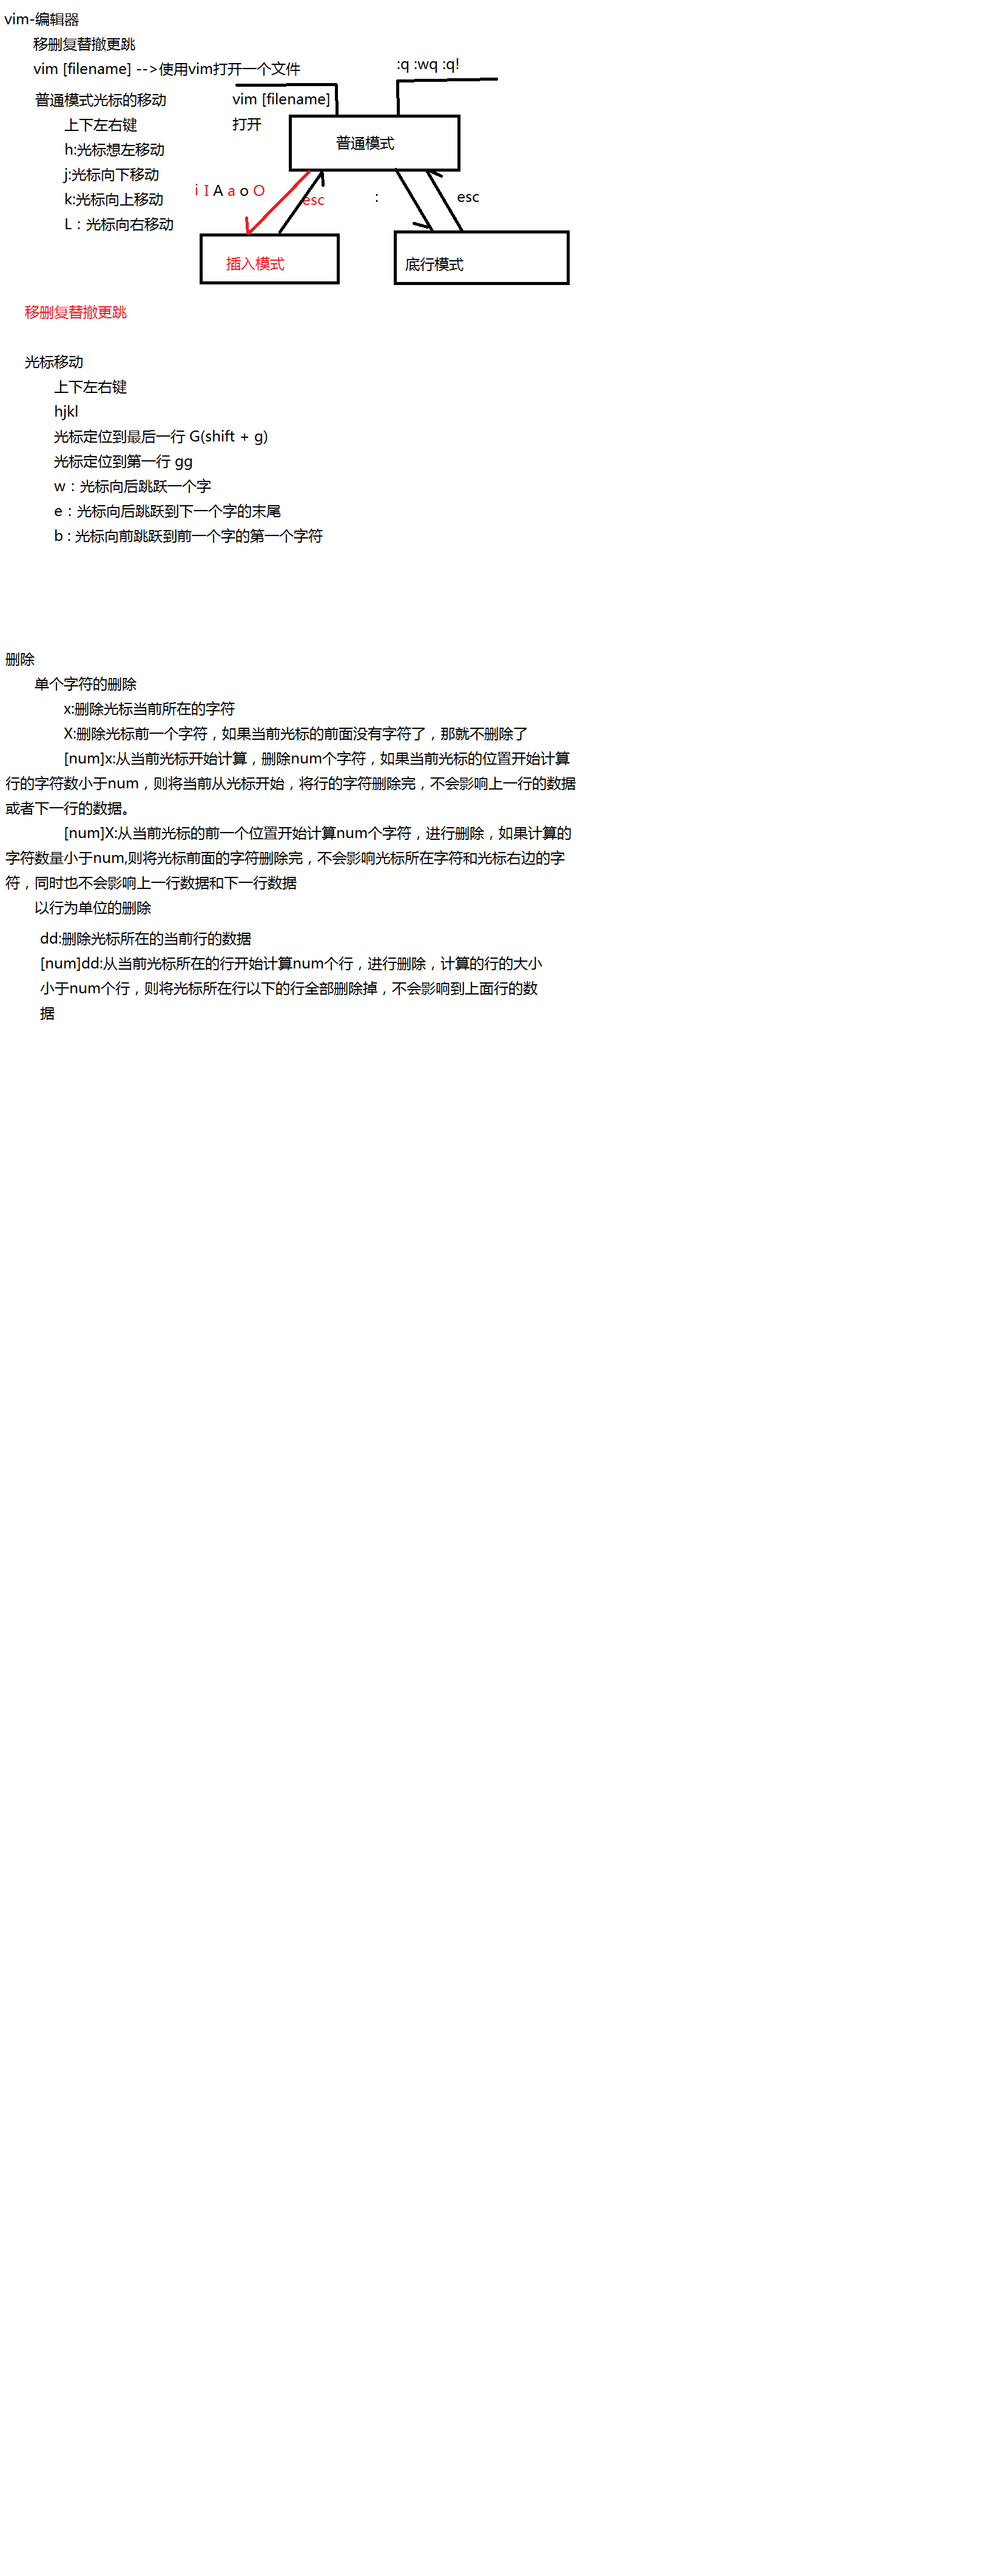 vim-编辑器
移删复替撤更跳
vim [filename] -->使用vim打开一个文件
:q :wq :q!
普通模式光标的移动
上下左右键
h:光标想左移动
j:光标向下移动
k:光标向上移动
L：光标向右移动
vim [filename]
打开
普通模式
i I A a o O
esc
:
esc
插入模式
底行模式
移删复替撤更跳
光标移动
上下左右键
hjkl
光标定位到最后一行 G(shift + g)
光标定位到第一行 gg
w：光标向后跳跃一个字
e：光标向后跳跃到下一个字的末尾
b : 光标向前跳跃到前一个字的第一个字符
删除
单个字符的删除
x:删除光标当前所在的字符
X:删除光标前一个字符，如果当前光标的前面没有字符了，那就不删除了
[num]x:从当前光标开始计算，删除num个字符，如果当前光标的位置开始计算
行的字符数小于num，则将当前从光标开始，将行的字符删除完，不会影响上一行的数据
或者下一行的数据。
[num]X:从当前光标的前一个位置开始计算num个字符，进行删除，如果计算的
字符数量小于num,则将光标前面的字符删除完，不会影响光标所在字符和光标右边的字
符，同时也不会影响上一行数据和下一行数据
以行为单位的删除
dd:删除光标所在的当前行的数据
[num]dd:从当前光标所在的行开始计算num个行，进行删除，计算的行的大小
小于num个行，则将光标所在行以下的行全部删除掉，不会影响到上面行的数
据